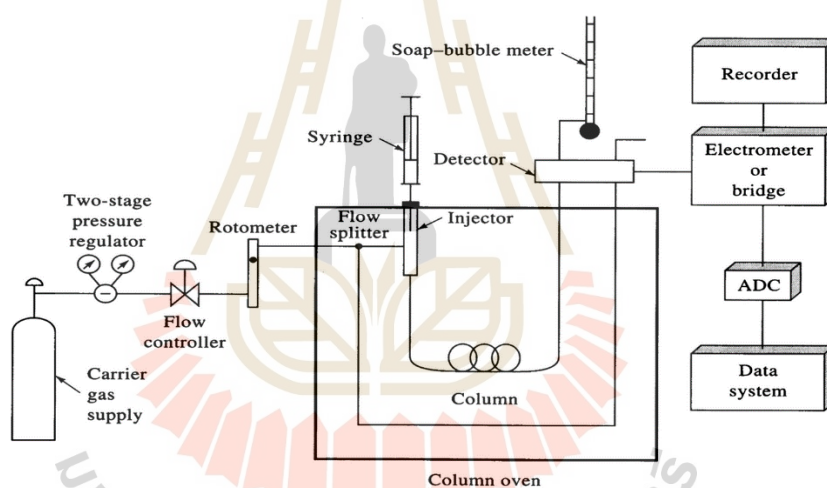 Soap–bubble meter
Recorder
Syringe
Detector
Electrometer
or
bridge
Two-stage
pressure
regulator
Rotometer
Flow
splitter
Injector
ADC
Flow
controller
Carrier
gas
supply
Column
Data
system
Column oven